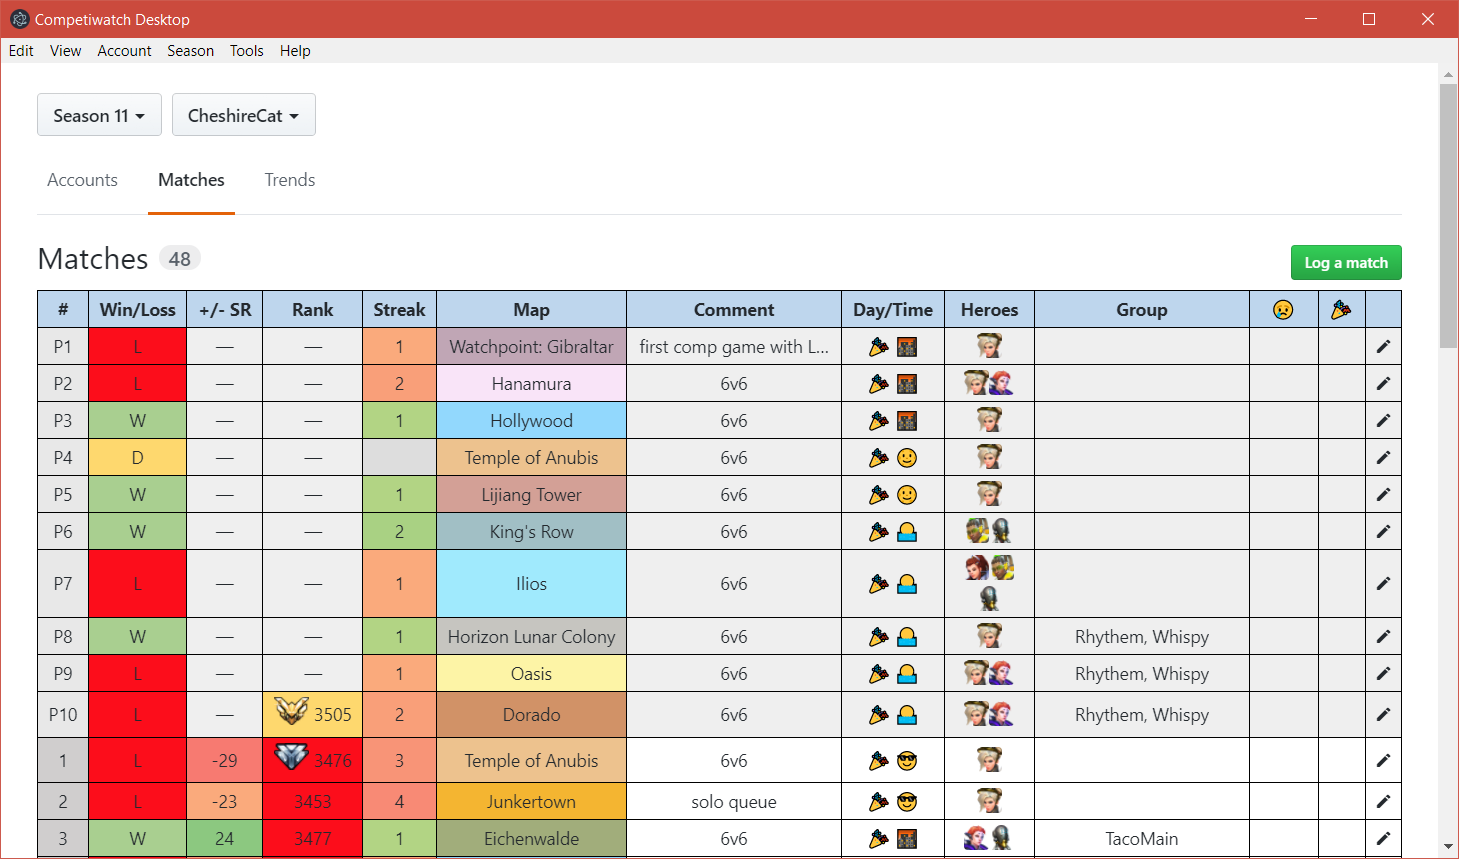 Competiwatch Desktop
Edit View Account Season Tools Help
Season 11 CheshireCat
Accounts Matches Trends
Matches 48 Log a match
# Win/Loss +/- SR Rank Streak Map Comment Day/Time Heroes Group
P1 L — — 1 Watchpoint: Gibraltar first comp game with L...
P2 L — — 2 Hanamura 6v6
P3 W — — 1 Hollywood 6v6
P4 D — — Temple of Anubis 6v6
P5 W — — 1 Lijiang Tower 6v6
P6 W — — 2 King's Row 6v6
P7 L — — 1 Ilios 6v6
P8 W — — 1 Horizon Lunar Colony 6v6 Rhythem, Whispy
P9 L — — 1 Oasis 6v6 Rhythem, Whispy
P10 L — 3505 2 Dorado 6v6 Rhythem, Whispy
1 L -29 3476 3 Temple of Anubis 6v6
2 L -23 3453 4 Junkertown solo queue
3 W 24 3477 1 Eichenwalde 6v6 TacoMain